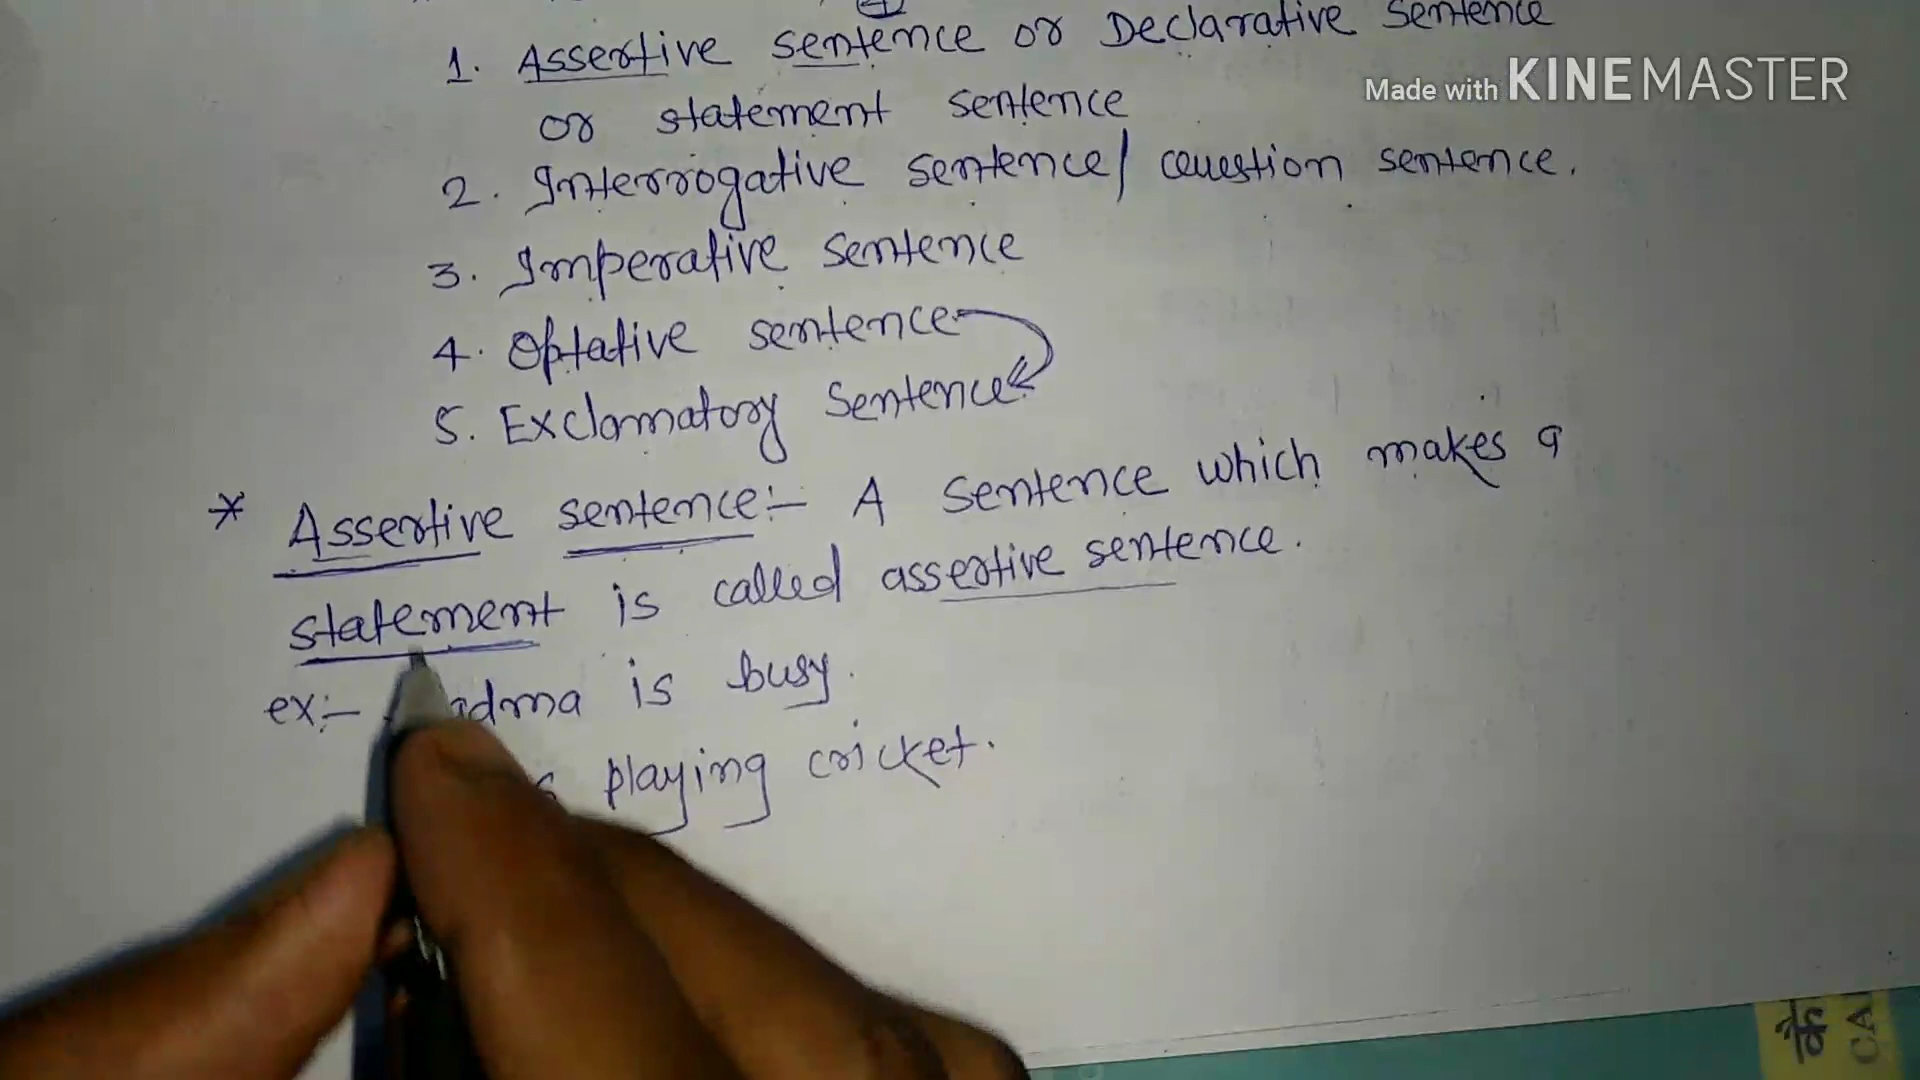 1. Assertive sentence or Declarative sentence
Made with KINEMASTER
or statement sentence
2. Interrogative sentence/ question sentence.
3. Imperative sentence
4. Optative sentence
5. Exclamatory sentence
* Assertive sentence:- A sentence which makes a
statement is called assertive sentence.
ex:- is busy.
playing cricket.